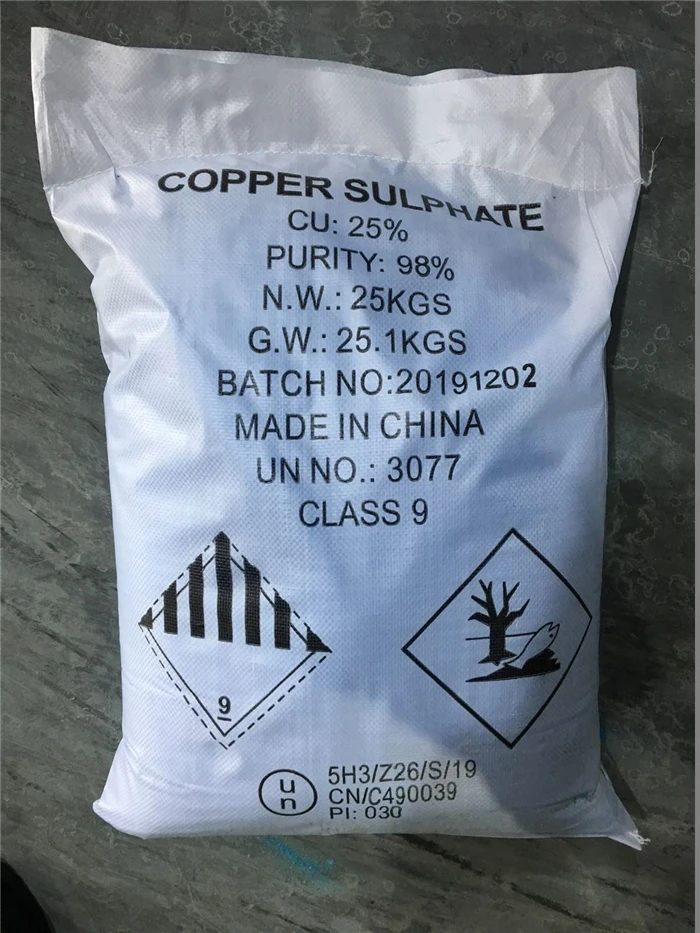 COPPER SULPHATE
CU: 25%
PURITY: 98%
N.W.: 25KGS
G.W.: 25.1KGS
BATCH NO:20191202
MADE IN CHINA
UN NO.: 3077
CLASS 9
9
un
5H3/Z26/S/19
CN/C490039
PI: 030